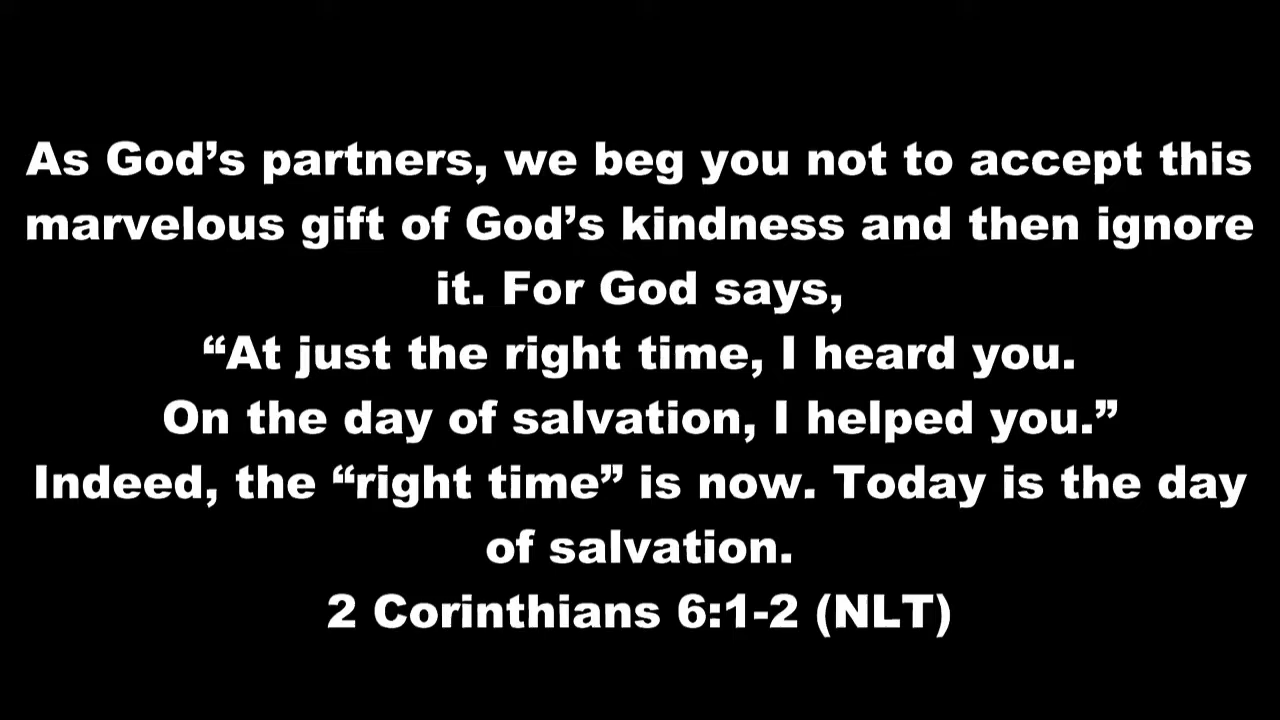 As God’s partners, we beg you not to accept this
marvelous gift of God’s kindness and then ignore
it. For God says,
“At just the right time, I heard you.
On the day of salvation, I helped you.”
Indeed, the “right time” is now. Today is the day
of salvation.
2 Corinthians 6:1-2 (NLT)